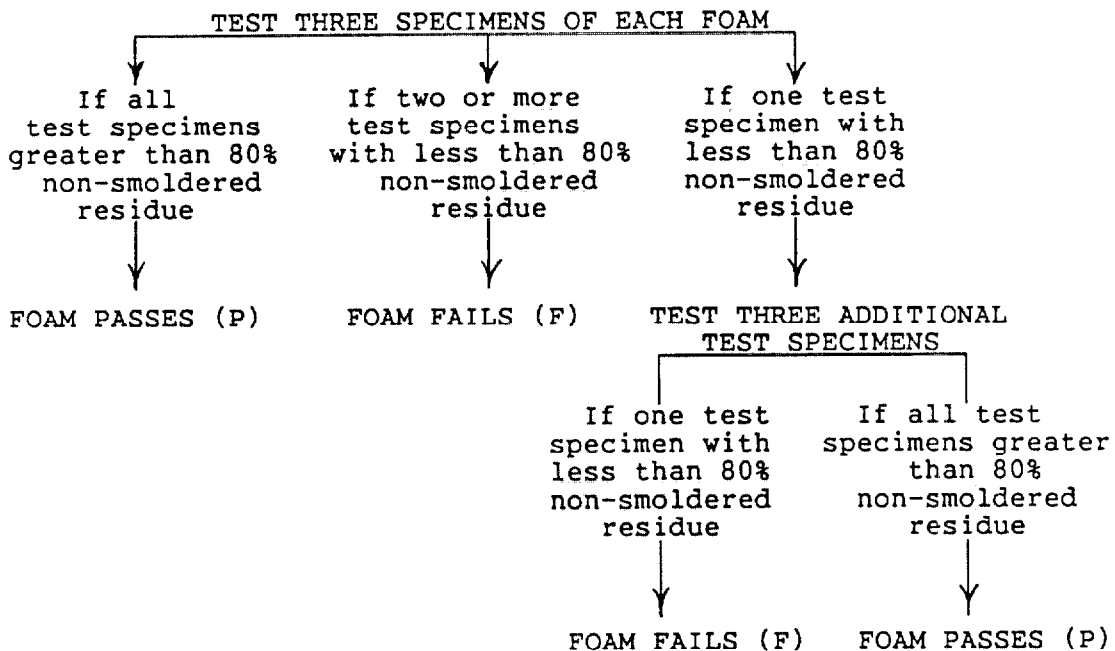 TEST THREE SPECIMENS OF EACH FOAM
If all
test specimens
greater than 80%
non-smoldered
residue
FOAM PASSES (P)
If two or more
test specimens
with less than 80%
non-smoldered
residue
FOAM FAILS (F)
If one test
specimen with
less than 80%
non-smoldered
residue
TEST THREE ADDITIONAL
TEST SPECIMENS
If one test
specimen with
less than 80%
non-smoldered
residue
FOAM FAILS (F)
If all test
specimens greater
than 80%
non-smoldered
residue
FOAM PASSES (P)